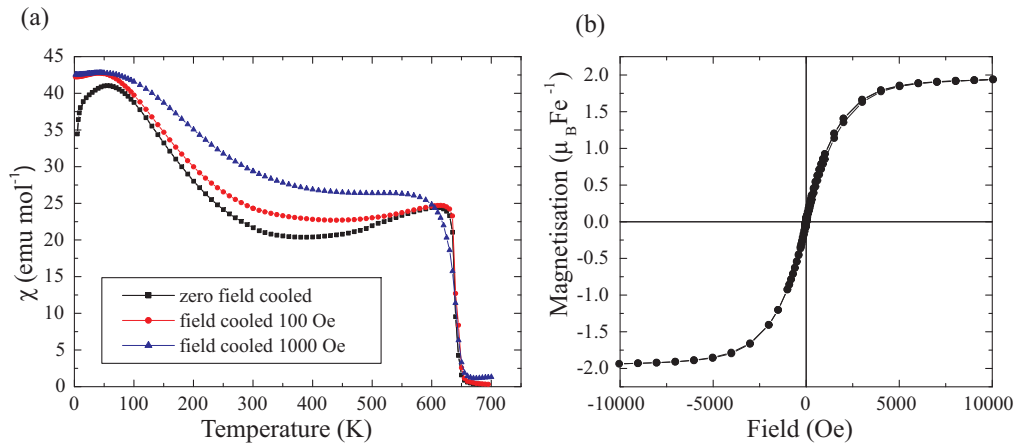 (a)
45
40
35
30
25
20
15
10
5
0
χ (emu mol⁻¹)
zero field cooled
field cooled 100 Oe
field cooled 1000 Oe
0 100 200 300 400 500 600 700
Temperature (K)
(b)
2.0
1.5
1.0
0.5
0.0
-0.5
-1.0
-1.5
-2.0
Magnetisation (μ_B Fe⁻¹)
-10000 -5000 0 5000 10000
Field (Oe)